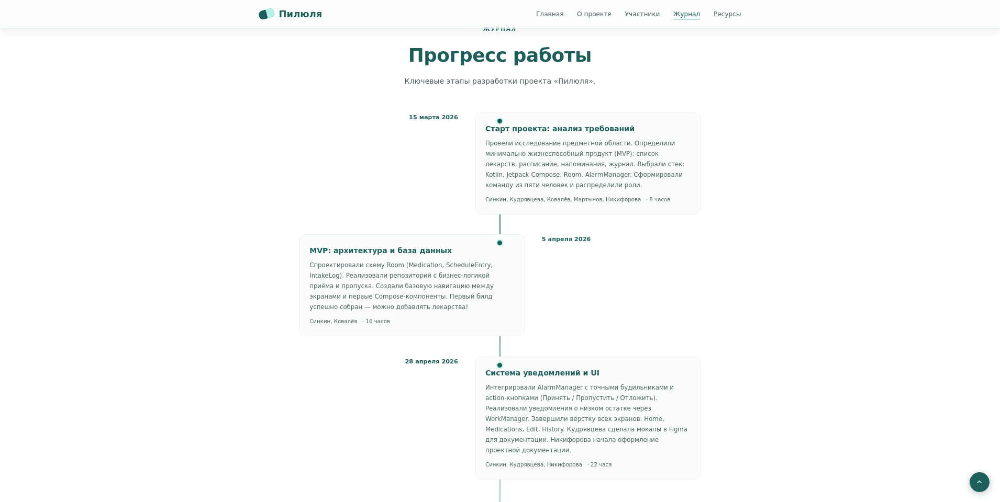 Пилюля
Главная
О проекте
Участники
Журнал
Ресурсы
ЖУРНАЛ
Прогресс работы
Ключевые этапы разработки проекта «Пилюля».
15 марта 2026
Старт проекта: анализ требований
Провели исследование предметной области. Определили
минимально жизнеспособный продукт (MVP): список
лекарств, расписание, напоминания, журнал. Выбрали стек:
Kotlin, Jetpack Compose, Room, AlarmManager. Сформировали
команду из пяти человек и распределили роли.
Синкин, Кудрявцева, Ковалёв, Мартынов, Никифорова · 8 часов
5 апреля 2026
MVP: архитектура и база данных
Спроектировали схему Room (Medication, ScheduleEntry,
IntakeLog). Реализовали репозиторий с бизнес-логикой
приёма и пропуска. Создали базовую навигацию между
экранами и первые Compose-компоненты. Первый билд
успешно собран — можно добавлять лекарства!
Синкин, Ковалёв · 16 часов
28 апреля 2026
Система уведомлений и UI
Интегрировали AlarmManager с точными будильниками и
action-кнопками (Принять / Пропустить / Отложить).
Реализовали уведомления о низком остатке через
WorkManager. Завершили вёрстку всех экранов: Home,
Medications, Edit, History. Кудрявцева сделала мокапы в Figma
для документации. Никифорова начала оформление
проектной документации.
Синкин, Кудрявцева, Никифорова · 22 часа